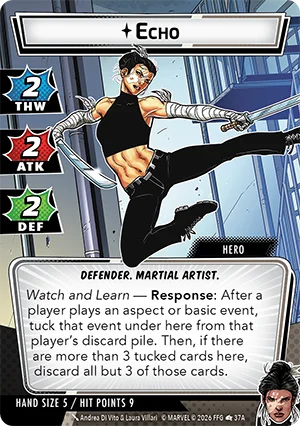 Echo
2
THW
2
ATK
2
DEF
HERO
DEFENDER. MARTIAL ARTIST.
Watch and Learn — Response: After a
player plays an aspect or basic event,
tuck that event under here from that
player's discard pile. Then, if there
are more than 3 tucked cards here,
discard all but 3 of those cards.
HAND SIZE 5 / HIT POINTS 9
Andrea Di Vito & Laura Villari © MARVEL © 2026 FFG 37A